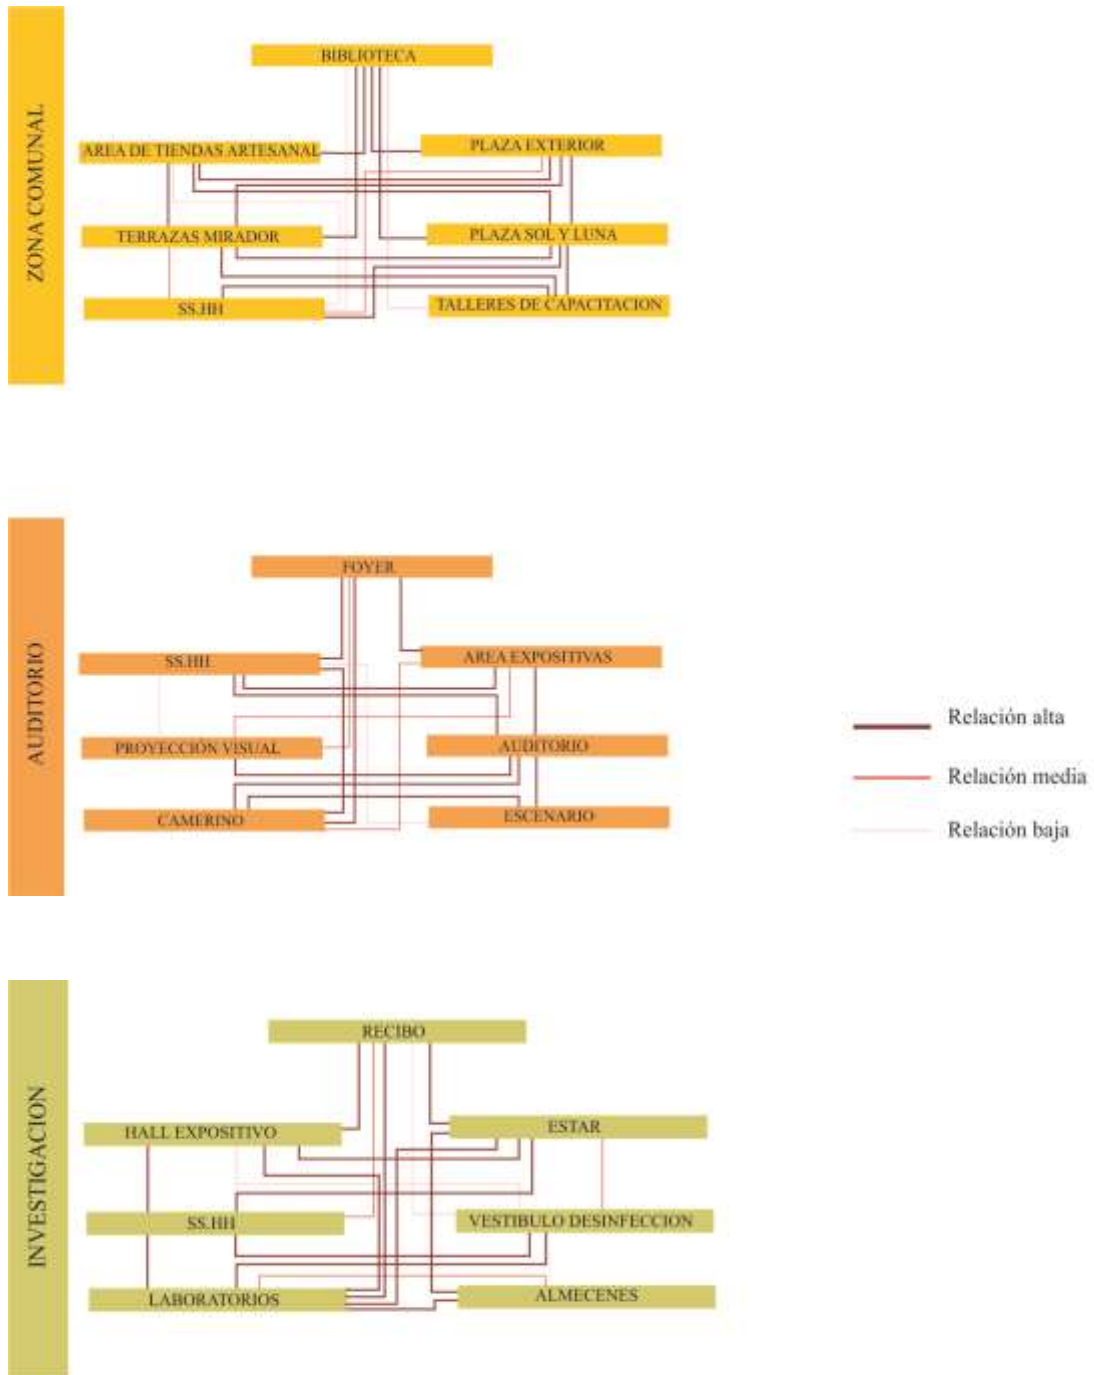 ZONA COMUNAL
BIBLIOTECA
AREA DE TIENDAS ARTESANAL
PLAZA EXTERIOR
TERRAZAS MIRADOR
PLAZA SOL Y LUNA
SS.HH
TALLERES DE CAPACITACION
AUDITORIO
FOYER
SS.HH
AREA EXPOSITIVAS
PROYECCIÓN VISUAL
AUDITORIO
CAMERINO
ESCENARIO
Relación alta
Relación media
Relación baja
INVESTIGACION
RECIBO
HALL EXPOSITIVO
ESTAR
SS.HH
VESTIBULO DESINFECCION
LABORATORIOS
ALMECENES